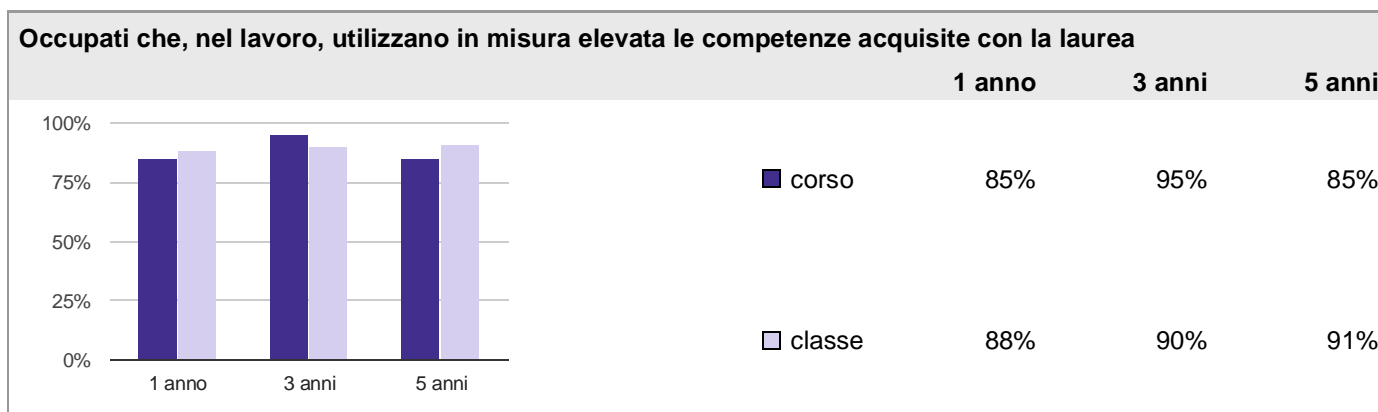 Occupati che, nel lavoro, utilizzano in misura elevata le competenze acquisite con la laurea
1 anno 3 anni 5 anni
100%
75%
50%
25%
0%
1 anno 3 anni 5 anni
corso 85% 95% 85%
classe 88% 90% 91%